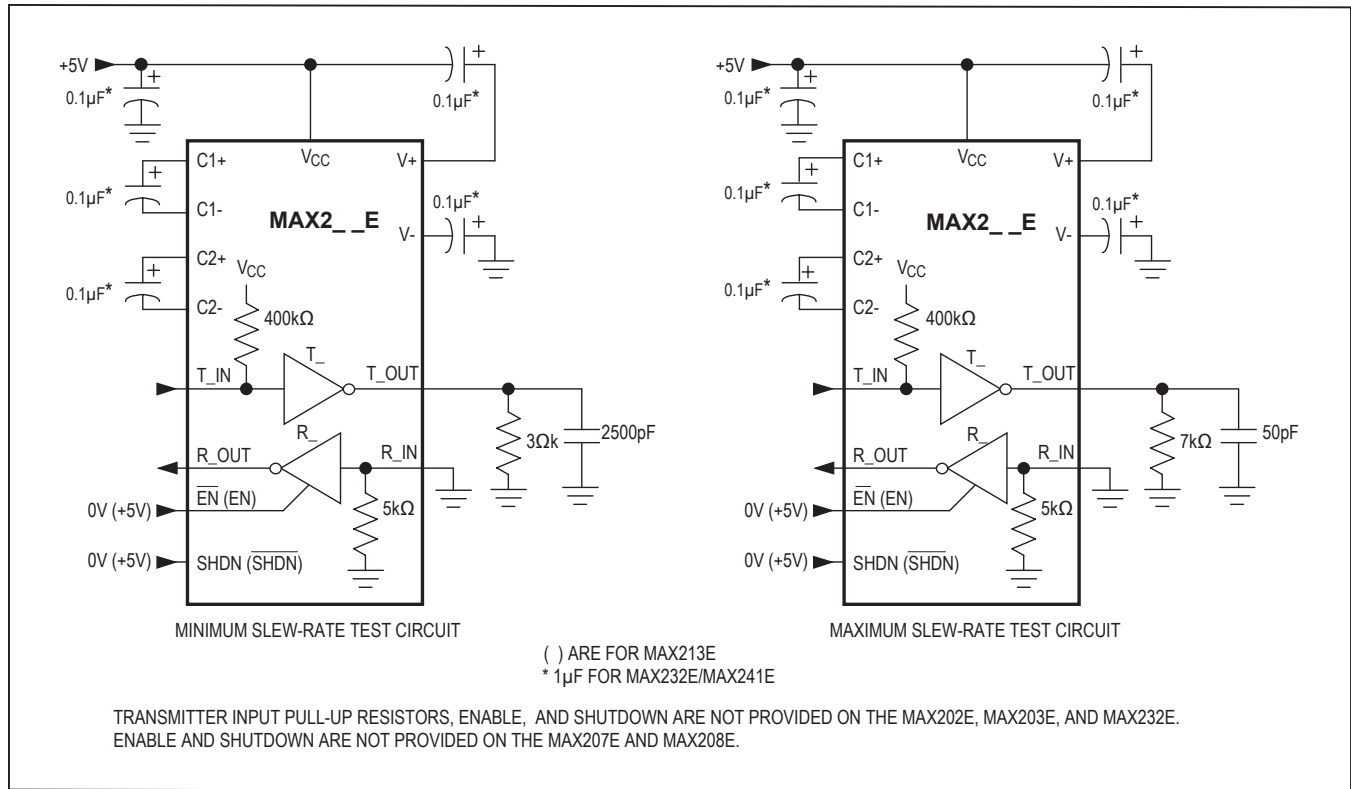 +5V
0.1µF*
0.1µF*
C1+
VCC
V+
0.1µF*
C1-
MAX2_ _E
0.1µF*
V-
C2+
VCC
0.1µF*
C2-
400kΩ
T_IN
T_
T_OUT
3Ωk
2500pF
R_OUT
R_
R_IN
0V (+5V)
EN (EN)
5kΩ
0V (+5V)
SHDN (SHDN)
MINIMUM SLEW-RATE TEST CIRCUIT
+5V
0.1µF*
0.1µF*
C1+
VCC
V+
0.1µF*
C1-
MAX2_ _E
0.1µF*
V-
C2+
VCC
0.1µF*
C2-
400kΩ
T_IN
T_
T_OUT
7kΩ
50pF
R_OUT
R_
R_IN
0V (+5V)
EN (EN)
5kΩ
0V (+5V)
SHDN (SHDN)
MAXIMUM SLEW-RATE TEST CIRCUIT
( ) ARE FOR MAX213E
* 1µF FOR MAX232E/MAX241E
TRANSMITTER INPUT PULL-UP RESISTORS, ENABLE, AND SHUTDOWN ARE NOT PROVIDED ON THE MAX202E, MAX203E, AND MAX232E.
ENABLE AND SHUTDOWN ARE NOT PROVIDED ON THE MAX207E AND MAX208E.